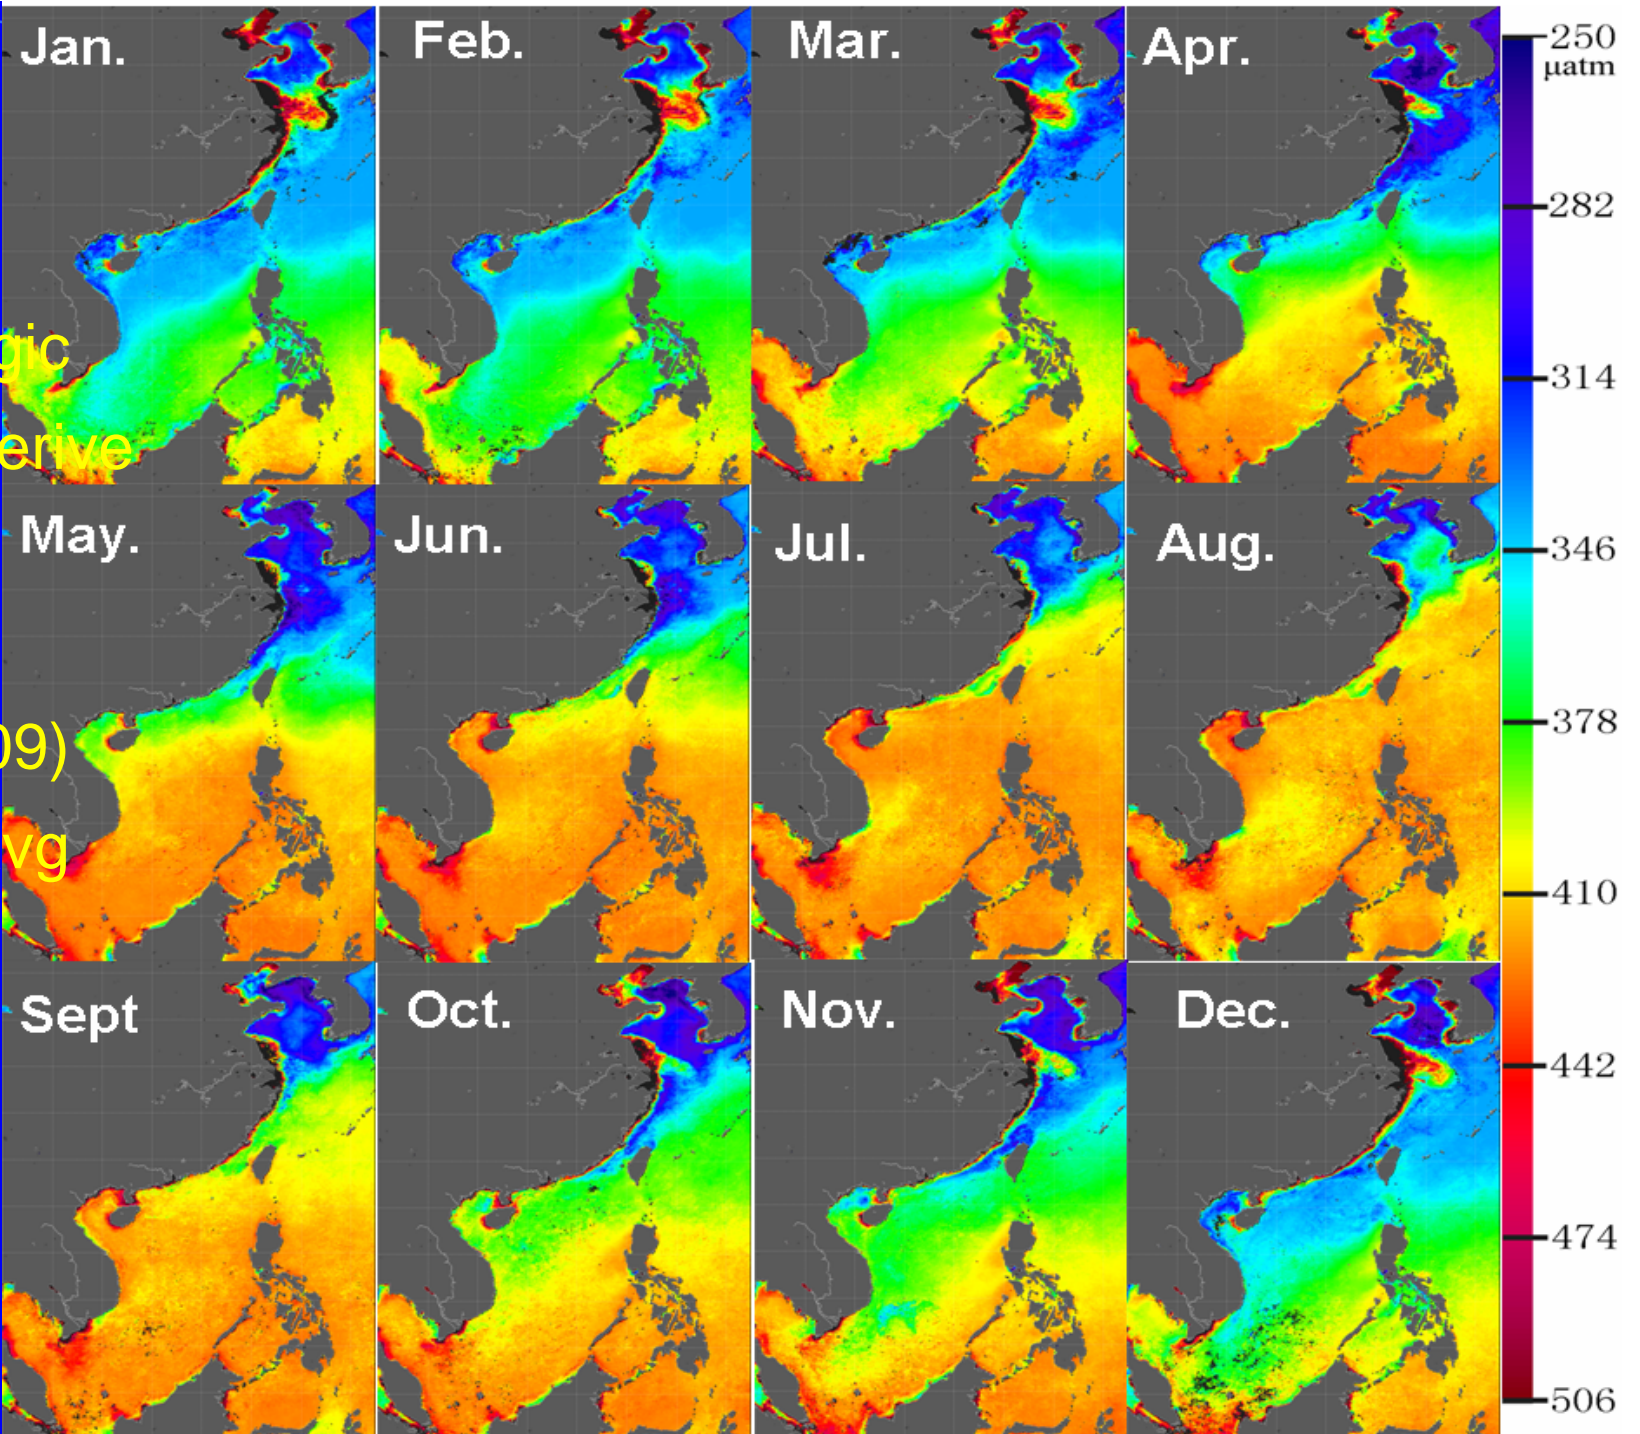 Jan.
Feb.
Mar.
Apr.
250
µatm
282
314
gic
erive
346
May.
Jun.
Jul.
Aug.
378
09)
vg
410
Sept
Oct.
Nov.
Dec.
442
474
506